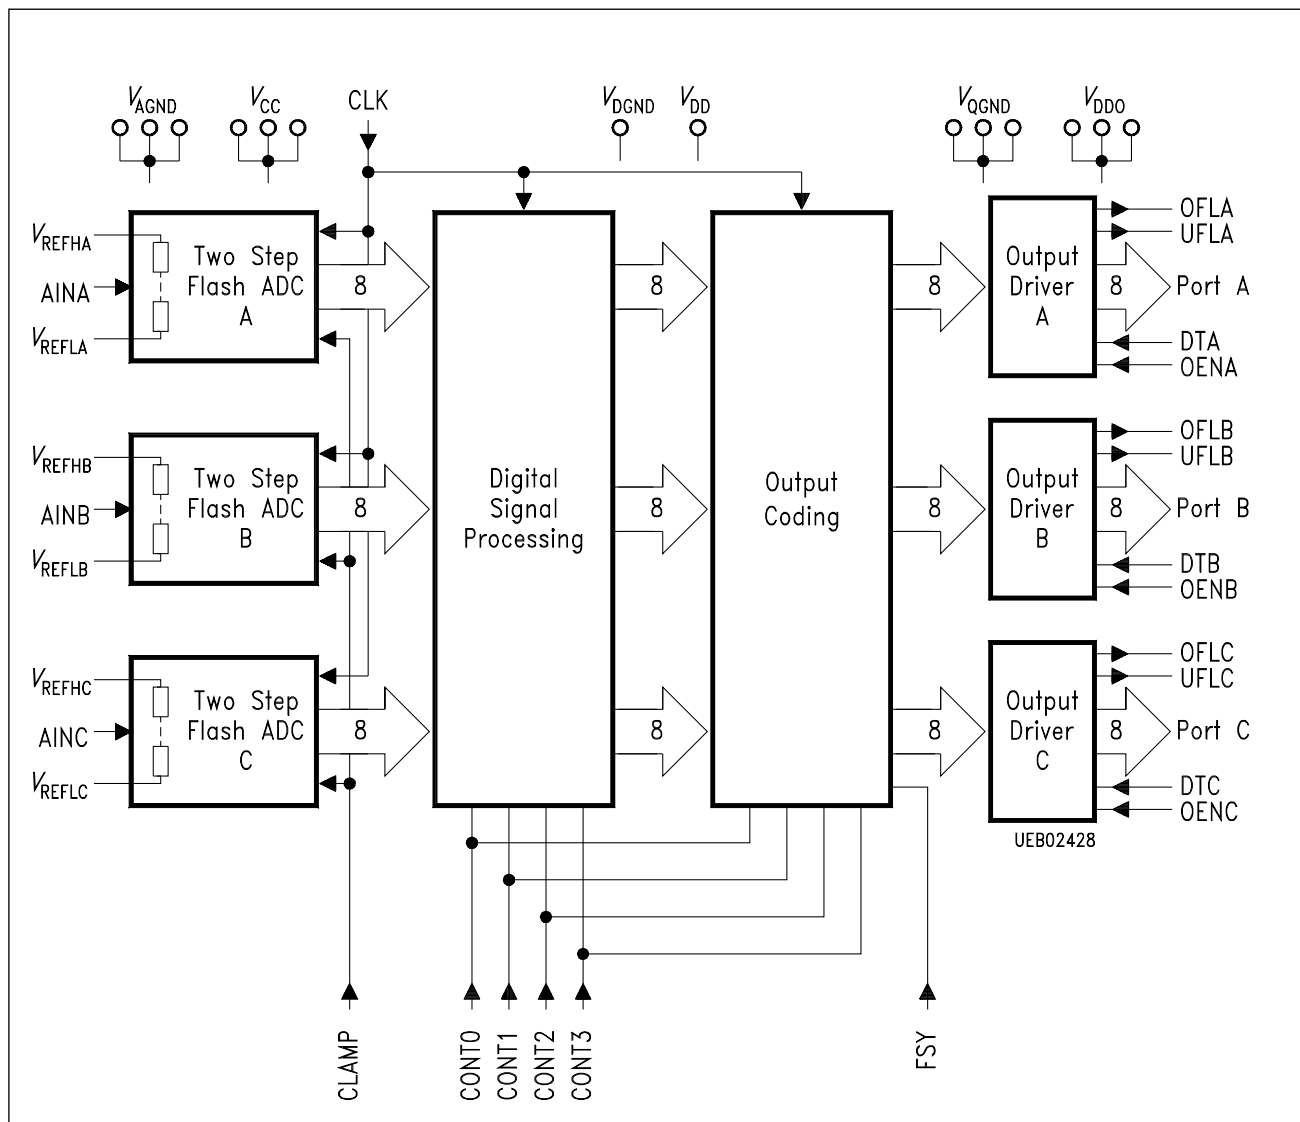 VAGND VCC CLK VDGND VDD VQGND VDDO
VREFHA
AINA
VREFLA
Two Step
Flash ADC
A
8
8
8
Output
Driver
A
8
OFLA
UFLA
Port A
DTA
OENA
VREFHB
AINB
VREFLB
Two Step
Flash ADC
B
8
Digital
Signal
Processing
8
Output
Coding
8
Output
Driver
B
8
OFLB
UFLB
Port B
DTB
OENB
VREFHC
AINC
VREFLC
Two Step
Flash ADC
C
8
8
8
Output
Driver
C
8
OFLC
UFLC
Port C
DTC
OENC
UEB02428
CLAMP
CONT0
CONT1
CONT2
CONT3
FSY